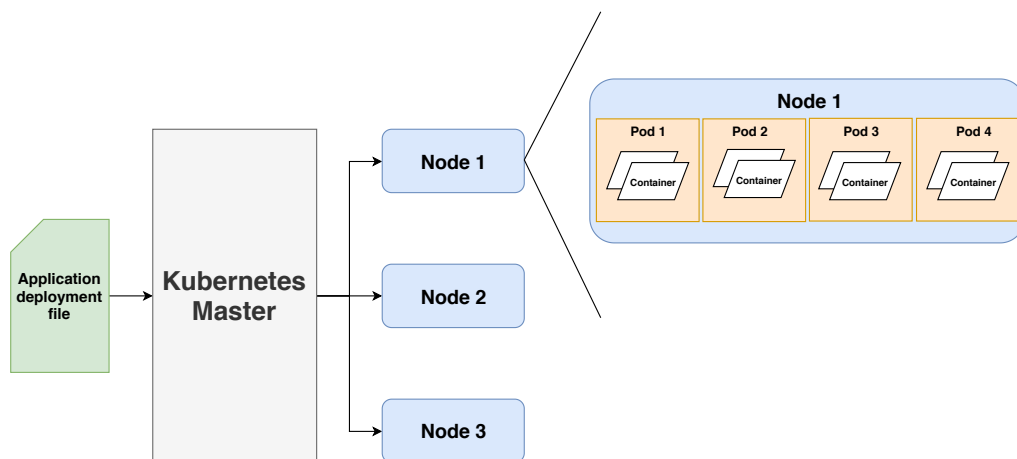 Application
deployment
file
Kubernetes
Master
Node 1
Node 2
Node 3
Node 1
Pod 1
Container
Pod 2
Container
Pod 3
Container
Pod 4
Container